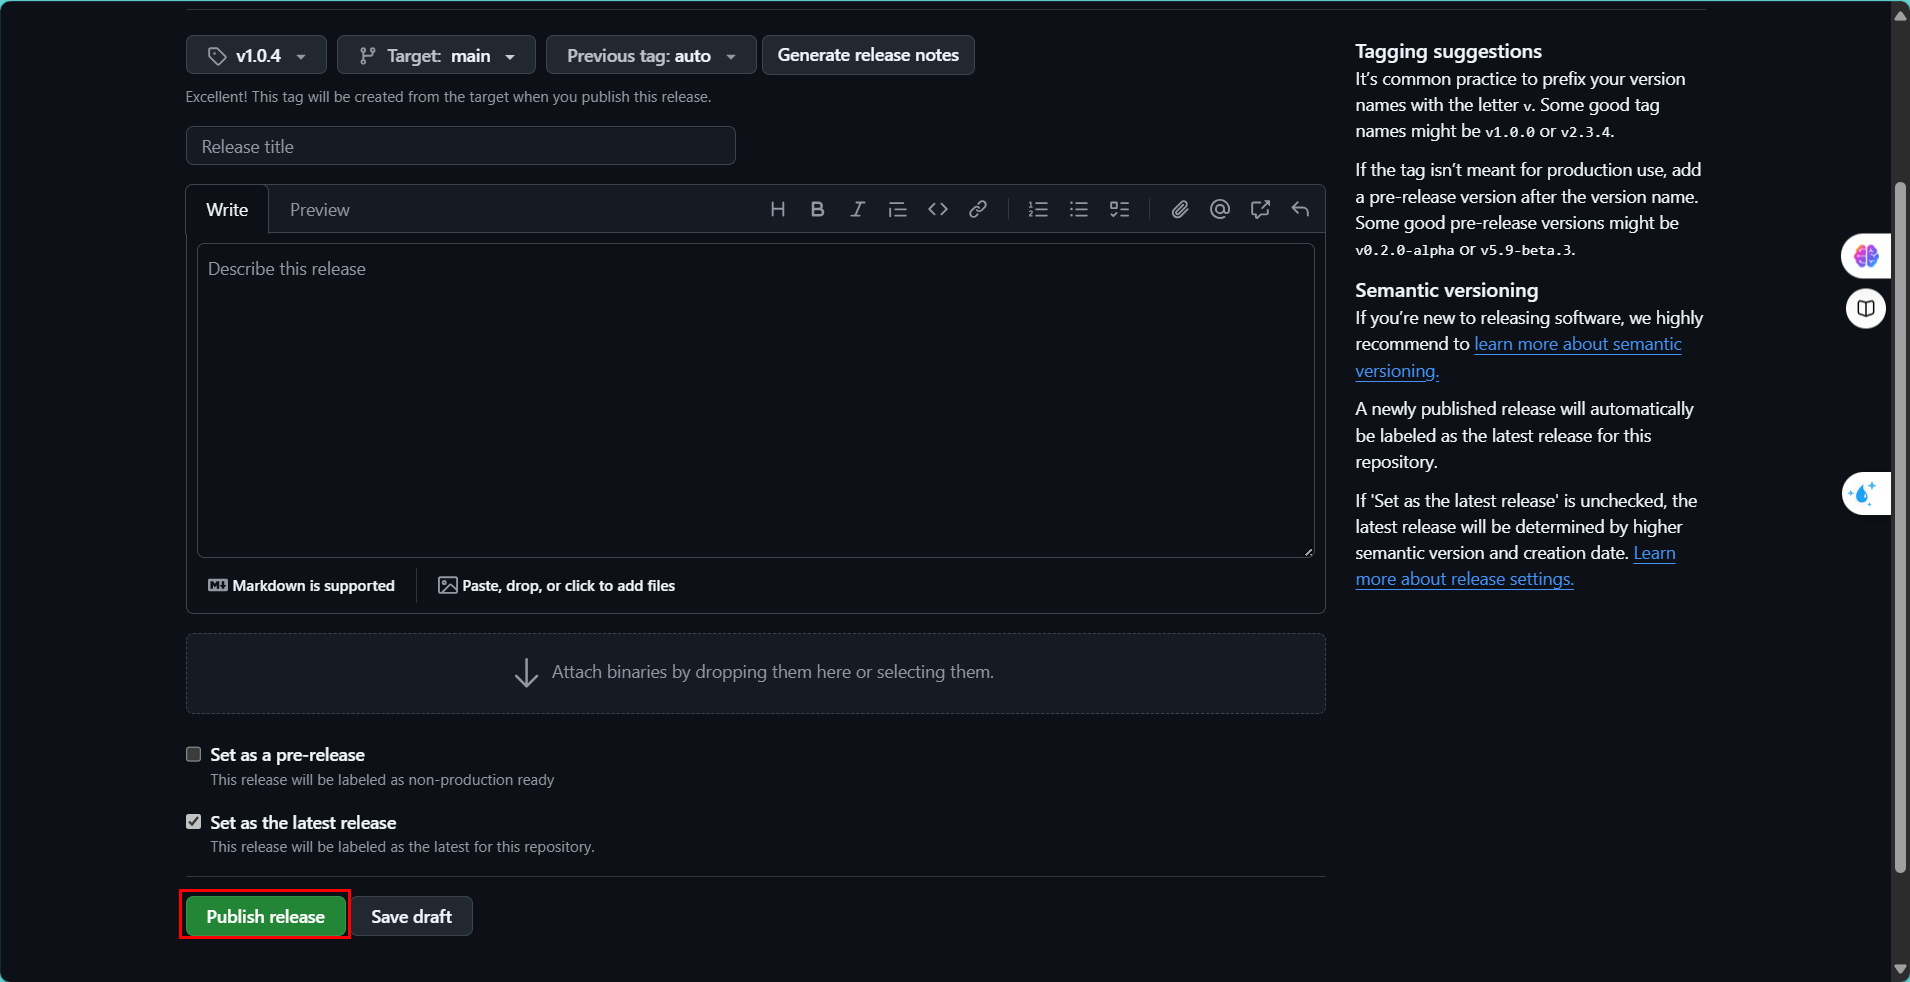 v1.0.4
Target: main
Previous tag: auto
Generate release notes
Excellent! This tag will be created from the target when you publish this release.
Release title
Write
Preview
Describe this release
Markdown is supported
Paste, drop, or click to add files
Attach binaries by dropping them here or selecting them.
Set as a pre-release
This release will be labeled as non-production ready
Set as the latest release
This release will be labeled as the latest for this repository.
Publish release
Save draft
Tagging suggestions
It’s common practice to prefix your version
names with the letter v. Some good tag
names might be v1.0.0 or v2.3.4.
If the tag isn’t meant for production use, add
a pre-release version after the version name.
Some good pre-release versions might be
v0.2.0-alpha or v5.9-beta.3.
Semantic versioning
If you’re new to releasing software, we highly
recommend to learn more about semantic
versioning.
A newly published release will automatically
be labeled as the latest release for this
repository.
If 'Set as the latest release' is unchecked, the
latest release will be determined by higher
semantic version and creation date. Learn
more about release settings.